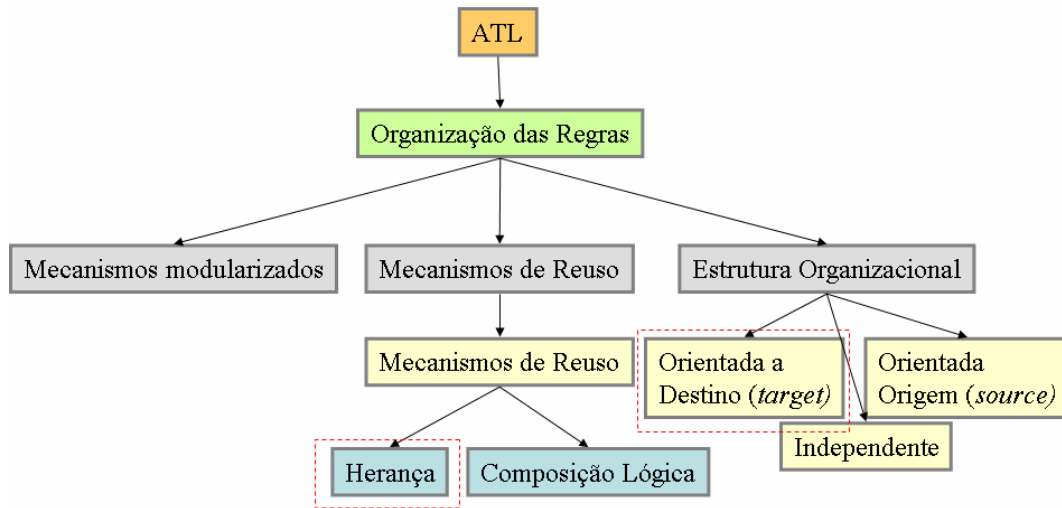 ATL
Organização das Regras
Mecanismos modularizados
Mecanismos de Reuso
Estrutura Organizacional
Mecanismos de Reuso
Orientada a
Destino (target)
Orientada
Origem (source)
Independente
Herança
Composição Lógica